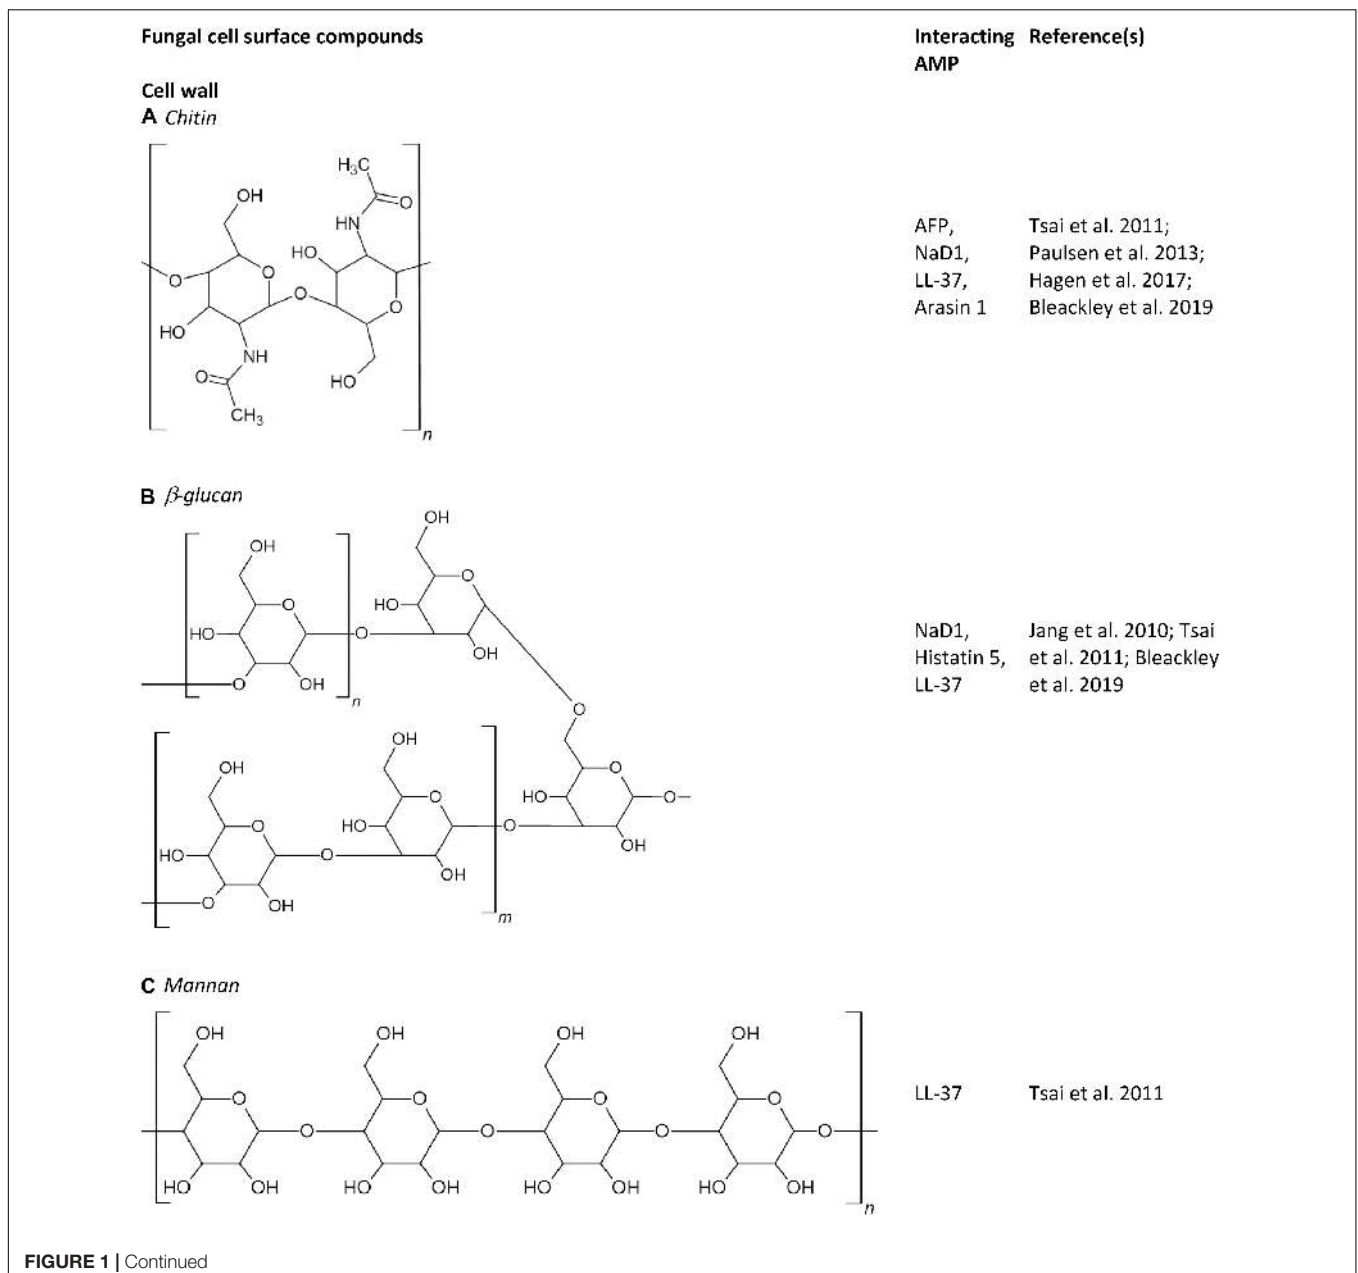 Fungal cell surface compounds
Interacting AMP
Reference(s)
Cell wall
A Chitin
H₃C
OH
O
HN
HO
O
O
O
O
HO
NH
O
HO
CH₃
n
AFP,
NaD1,
LL-37,
Arasin 1
Tsai et al. 2011;
Paulsen et al. 2013;
Hagen et al. 2017;
Bleackley et al. 2019
B β-glucan
OH
OH
O
HO
O
HO
O
OH
O
OH
n
O
OH
OH
O
HO
O
O
OH
O
HO
O
HO
O
OH
OH
O
OH
m
NaD1,
Histatin 5,
LL-37
Jang et al. 2010; Tsai
et al. 2011; Bleackley
et al. 2019
C Mannan
OH
OH
OH
OH
O
O
O
O
O
O
O
O
HO
OH
HO
OH
HO
OH
HO
OH
n
LL-37
Tsai et al. 2011
FIGURE 1 | Continued